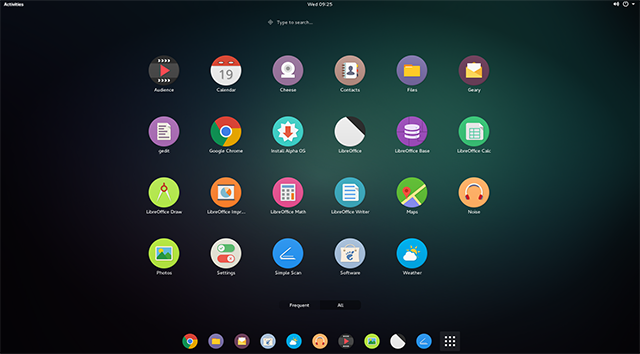 Activities Wed 09:25
Type to search...
Audience Calendar Cheese Contacts Files Geary
19
gedit Google Chrome Install Alpha OS LibreOffice LibreOffice Base LibreOffice Calc
LibreOffice Draw LibreOffice Impr... LibreOffice Math LibreOffice Writer Maps Noise
Photos Settings Simple Scan Software Weather
Frequent All